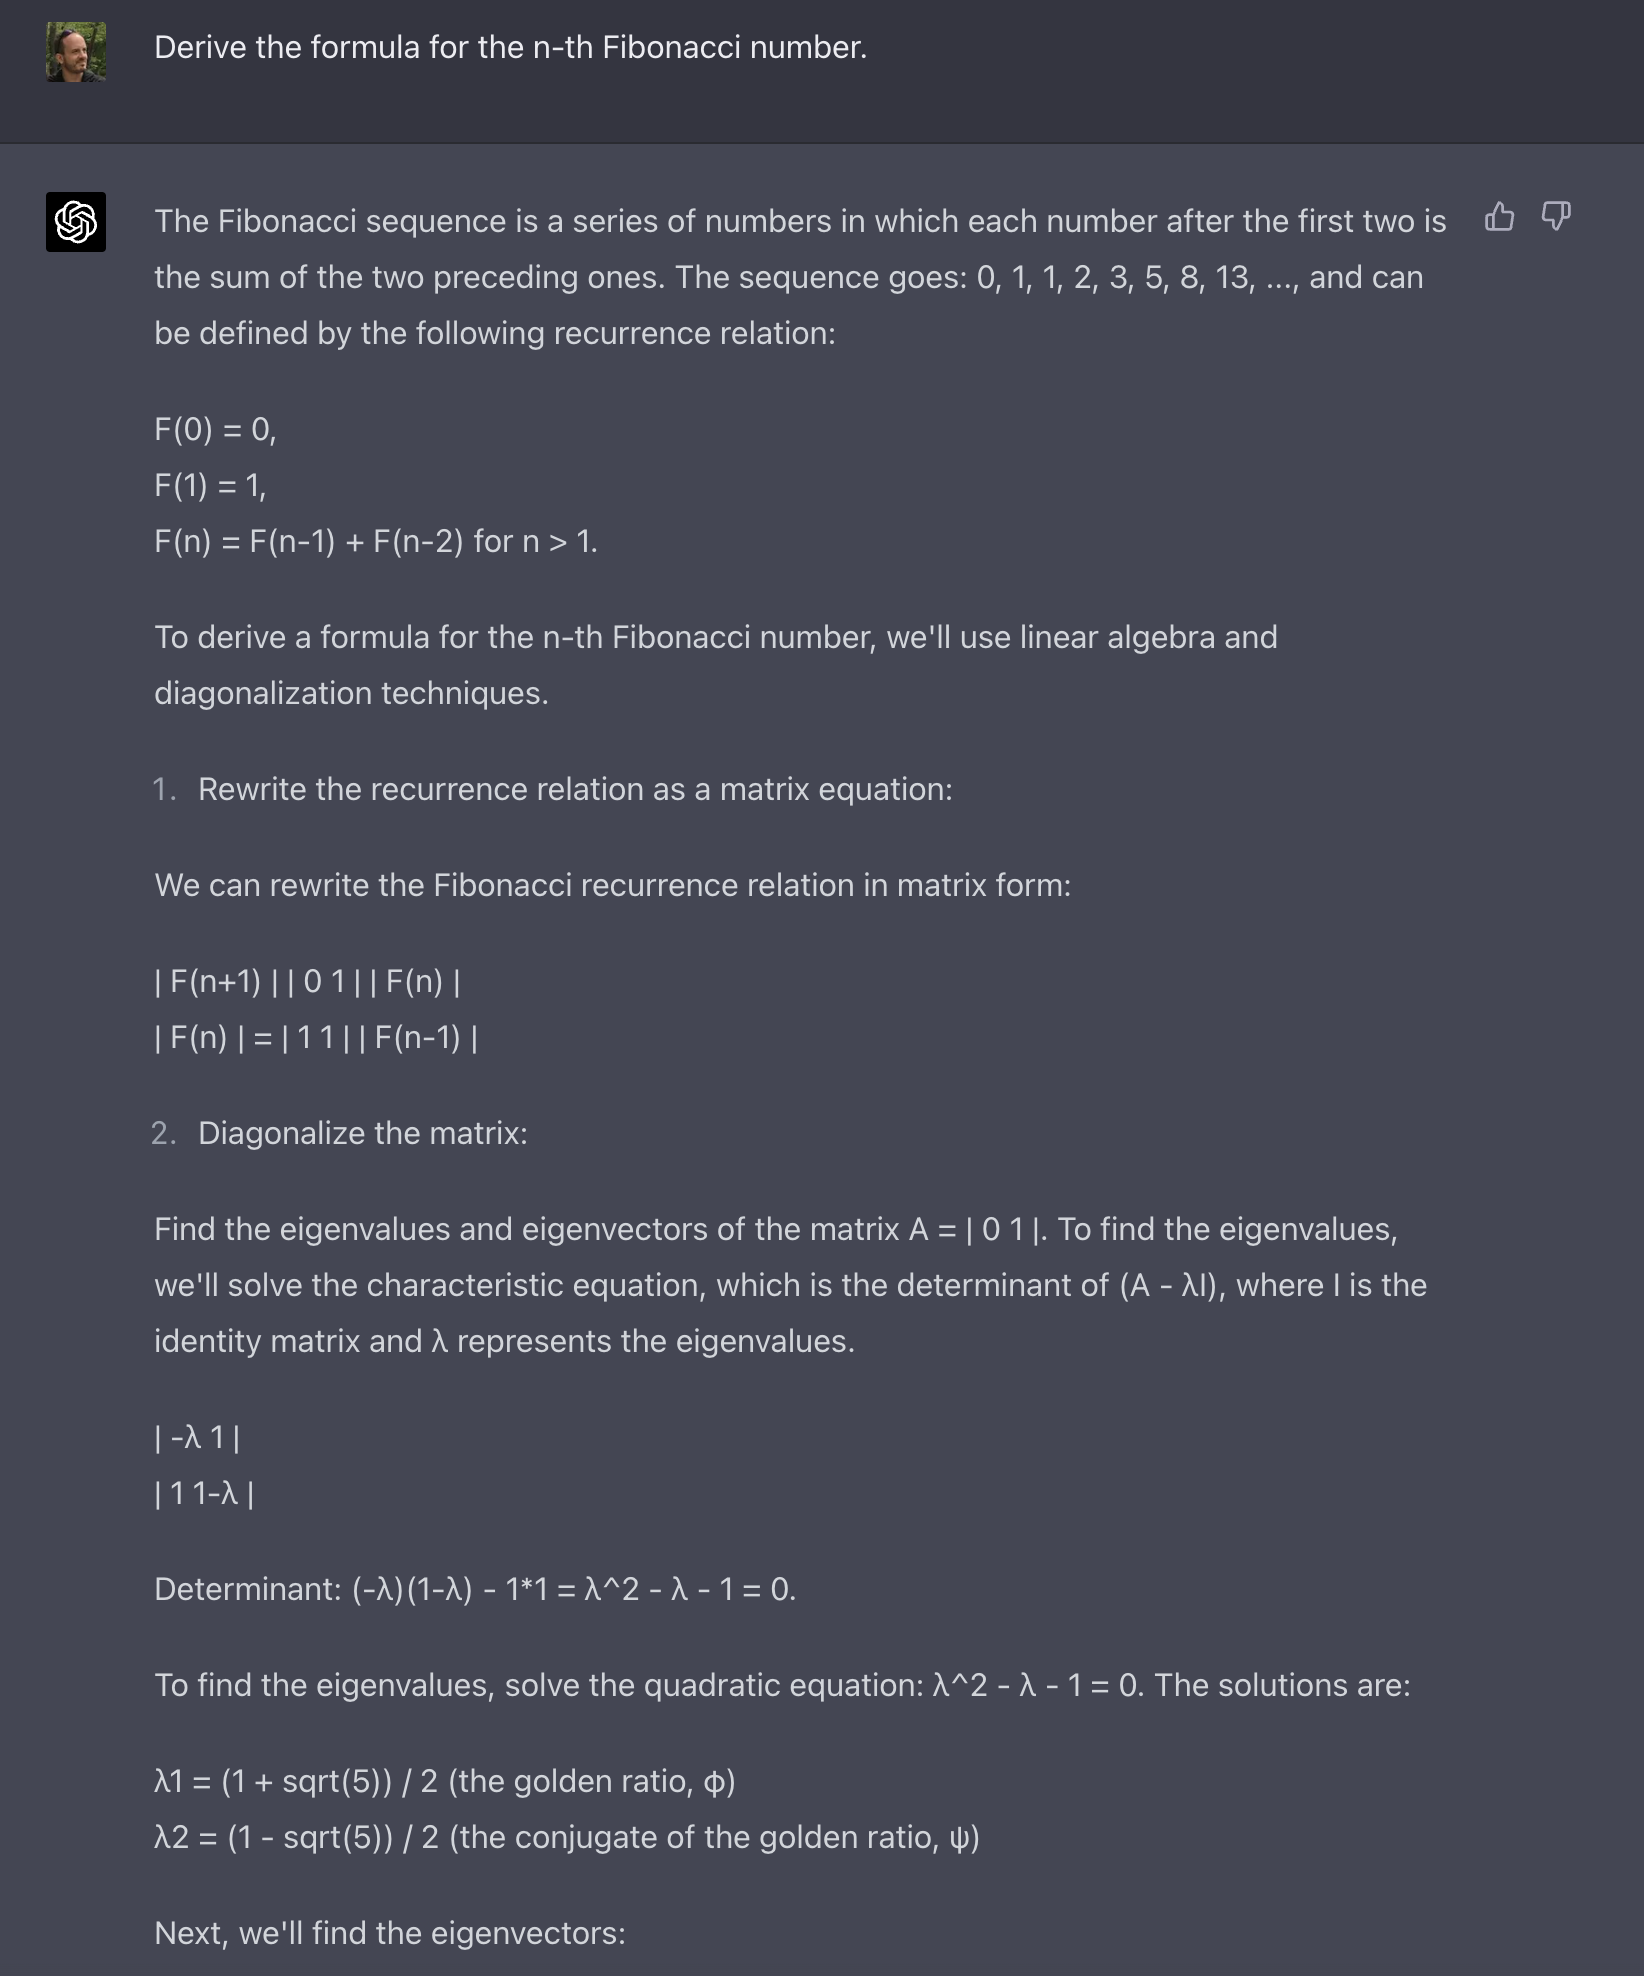 Derive the formula for the n-th Fibonacci number.
The Fibonacci sequence is a series of numbers in which each number after the first two is
the sum of the two preceding ones. The sequence goes: 0, 1, 1, 2, 3, 5, 8, 13, ..., and can
be defined by the following recurrence relation:
F(0) = 0,
F(1) = 1,
F(n) = F(n-1) + F(n-2) for n > 1.
To derive a formula for the n-th Fibonacci number, we'll use linear algebra and
diagonalization techniques.
1. Rewrite the recurrence relation as a matrix equation:
We can rewrite the Fibonacci recurrence relation in matrix form:
| F(n+1) | | 0 1 | | F(n) |
| F(n) | = | 1 1 | | F(n-1) |
2. Diagonalize the matrix:
Find the eigenvalues and eigenvectors of the matrix A = | 0 1 |. To find the eigenvalues,
we'll solve the characteristic equation, which is the determinant of (A - λI), where I is the
identity matrix and λ represents the eigenvalues.
| -λ 1 |
| 1 1-λ |
Determinant: (-λ)(1-λ) - 1*1 = λ^2 - λ - 1 = 0.
To find the eigenvalues, solve the quadratic equation: λ^2 - λ - 1 = 0. The solutions are:
λ1 = (1 + sqrt(5)) / 2 (the golden ratio, φ)
λ2 = (1 - sqrt(5)) / 2 (the conjugate of the golden ratio, ψ)
Next, we'll find the eigenvectors: